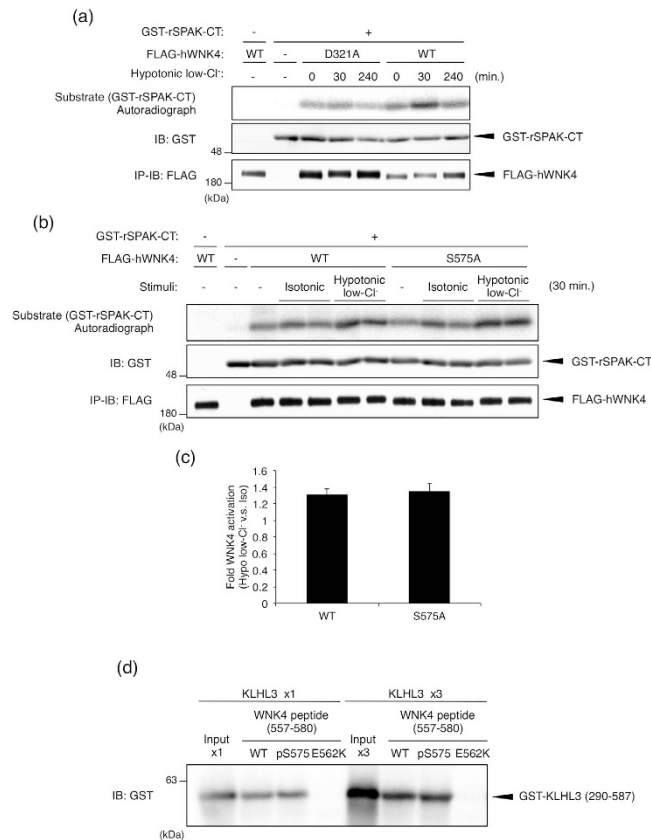 (a)
GST-rSPAK-CT: - +
FLAG-hWNK4: WT - D321A WT
Hypotonic low-Cl⁻: - - 0 30 240 0 30 240 (min.)
Substrate (GST-rSPAK-CT)
Autoradiograph
IB: GST
GST-rSPAK-CT
48
IP-IB: FLAG
FLAG-hWNK4
180
(kDa)
(b)
GST-rSPAK-CT: - +
FLAG-hWNK4: WT - WT S575A
Stimuli: - - - Isotonic Hypotonic low-Cl⁻ - Isotonic Hypotonic low-Cl⁻ (30 min.)
Substrate (GST-rSPAK-CT)
Autoradiograph
IB: GST
GST-rSPAK-CT
48
IP-IB: FLAG
FLAG-hWNK4
180
(kDa)
(c)
Fold WNK4 activation
(Hypo low-Cl⁻ v.s. Iso)
1.6
1.4
1.2
1
0.8
0.6
0.4
0.2
0
WT S575A
(d)
KLHL3 x1 KLHL3 x3
WNK4 peptide
(557-580)
WNK4 peptide
(557-580)
Input x1 WT pS575 E562K Input x3 WT pS575 E562K
63
IB: GST
GST-KLHL3 (290-587)
(kDa)